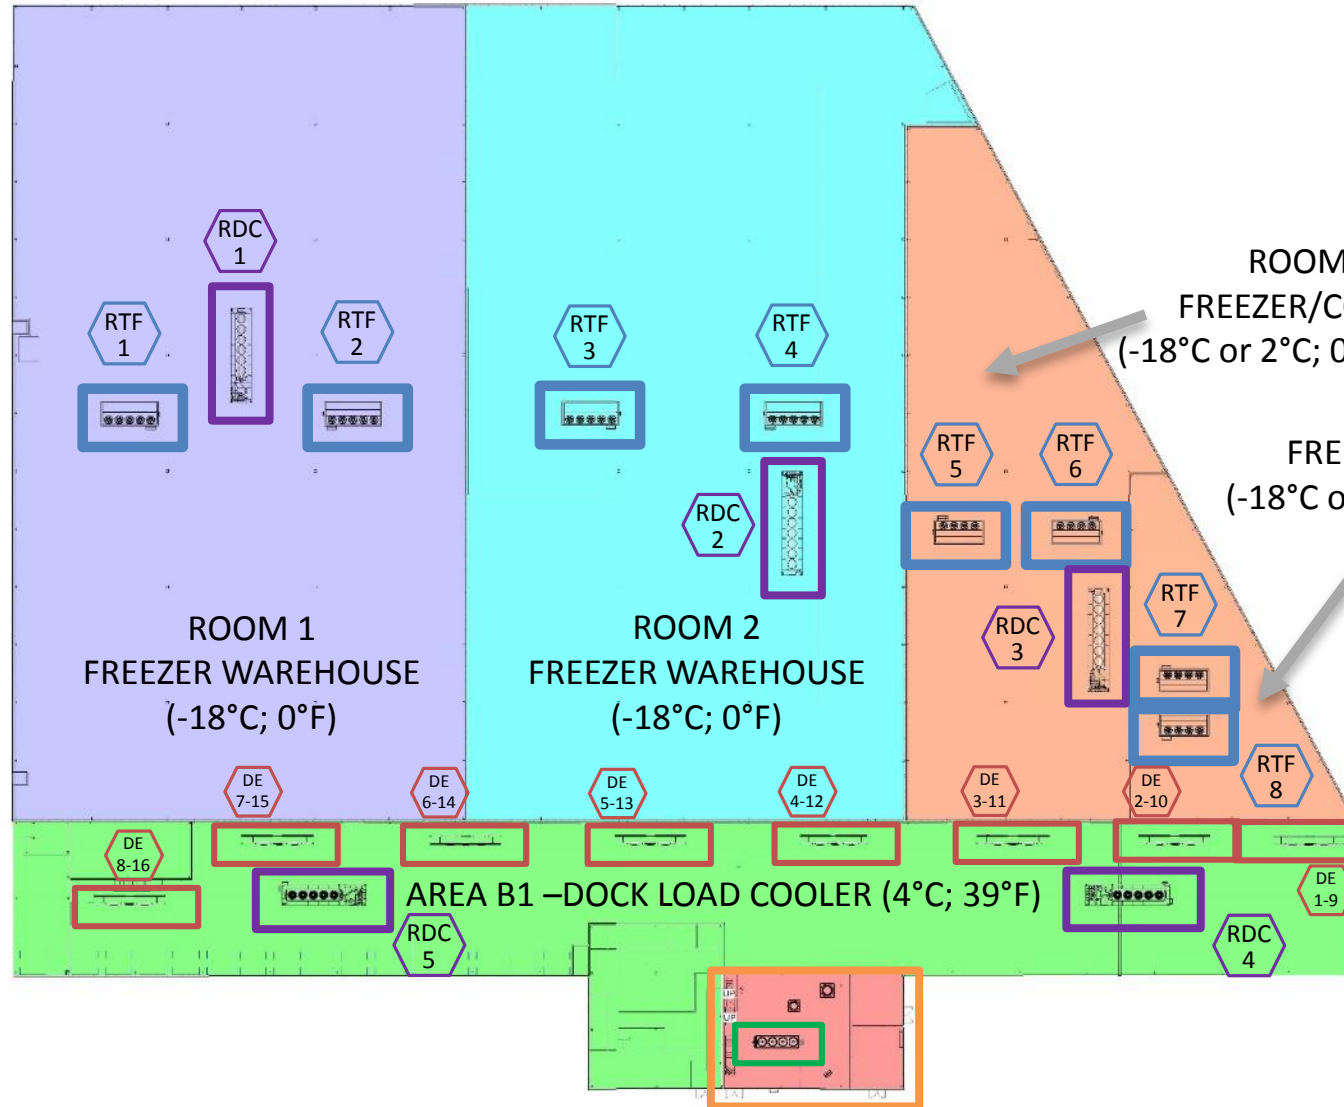 RDC
1
RTF
1
RTF
2
RTF
3
RTF
4
ROOM
FREEZER/CO
(-18°C or 2°C; 0
RTF
5
RTF
6
FREE
(-18°C o
RDC
2
RTF
7
RDC
3
ROOM 1
FREEZER WAREHOUSE
(-18°C; 0°F)
ROOM 2
FREEZER WAREHOUSE
(-18°C; 0°F)
RTF
8
DE
7-15
DE
6-14
DE
5-13
DE
4-12
DE
3-11
DE
2-10
DE
8-16
AREA B1 –DOCK LOAD COOLER (4°C; 39°F)
DE
1-9
RDC
5
RDC
4
UP
UP